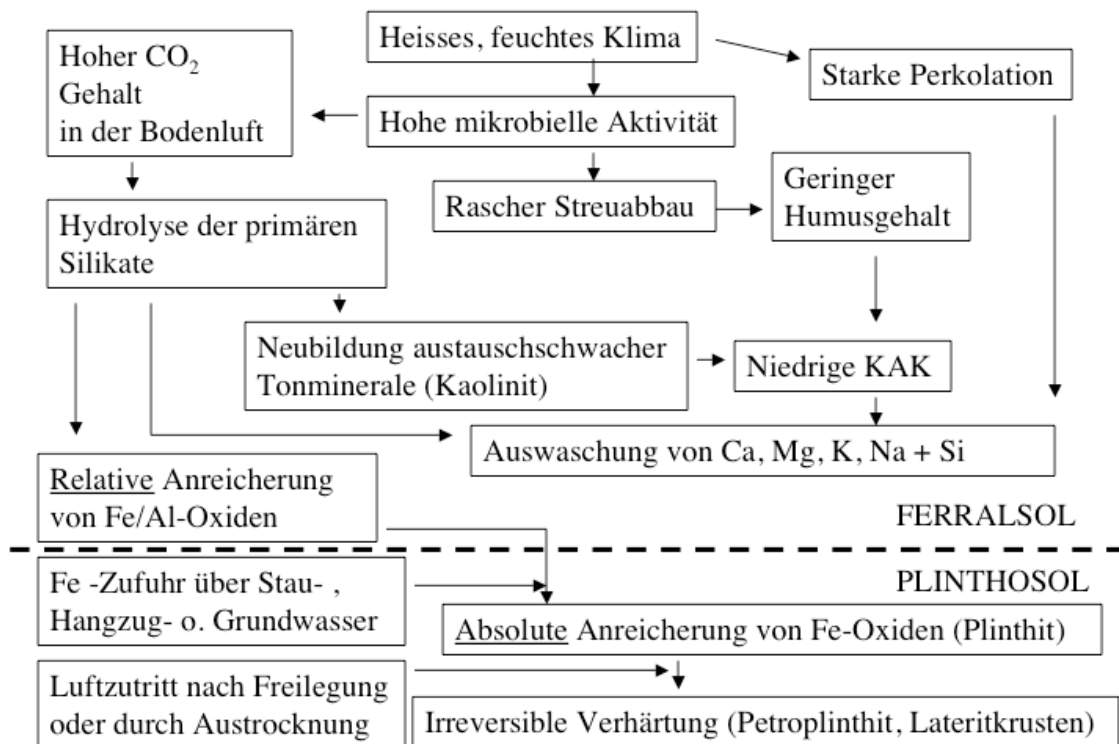 Heisses, feuchtes Klima
Hoher CO₂
Gehalt
in der Bodenluft
Starke Perkolation
Hohe mikrobielle Aktivität
Rascher Streuabbau
Geringer
Humusgehalt
Hydrolyse der primären
Silikate
Neubildung austauschschwacher
Tonminerale (Kaolinit)
Niedrige KAK
Auswaschung von Ca, Mg, K, Na + Si
Relative Anreicherung
von Fe/Al-Oxiden
FERRALSOL
PLINTHOSOL
Fe -Zufuhr über Stau- ,
Hangzug- o. Grundwasser
Absolute Anreicherung von Fe-Oxiden (Plinthit)
Luftzutritt nach Freilegung
oder durch Austrocknung
Irreversible Verhärtung (Petroplinthit, Lateritkrusten)